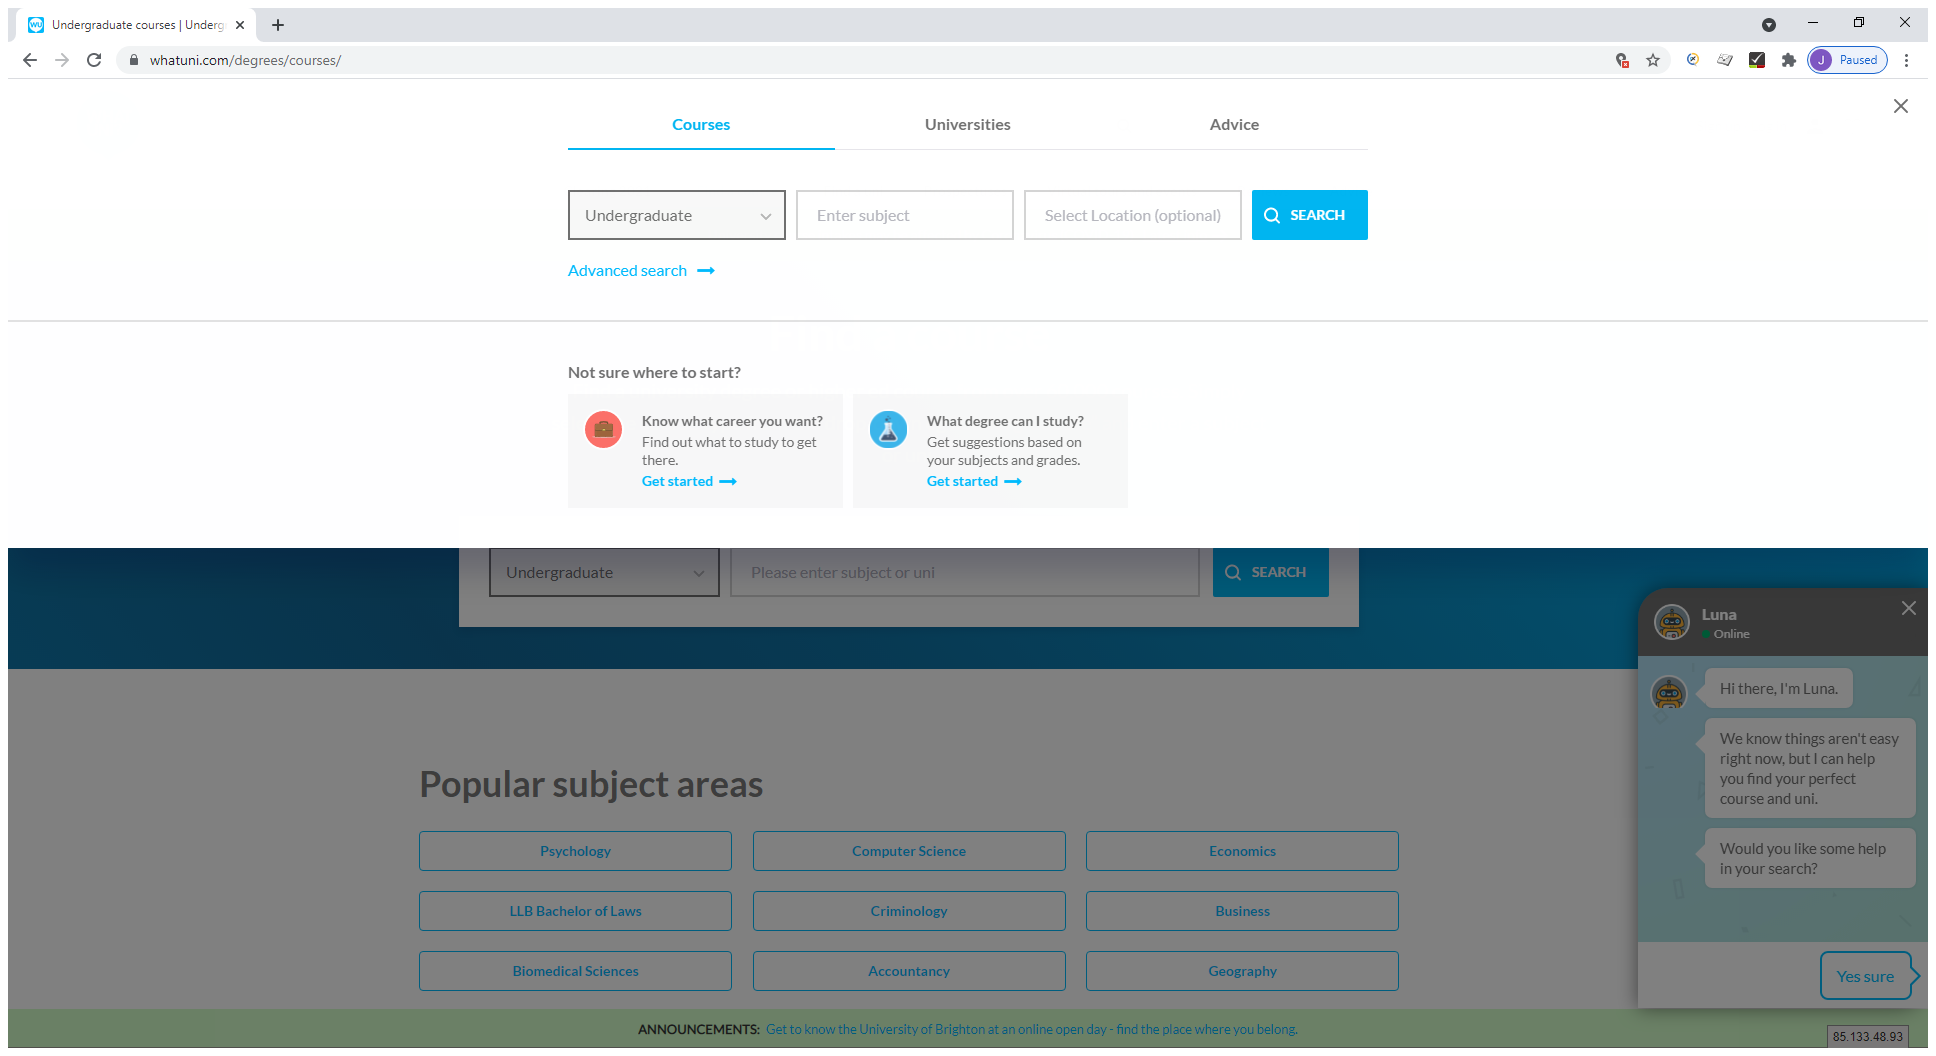 Undergraduate courses | Underg
whatuni.com/degrees/courses/
J Paused
Courses Universities Advice
Undergraduate Enter subject Select Location (optional) SEARCH
Advanced search
Not sure where to start?
Know what career you want?
Find out what to study to get
there.
Get started
What degree can I study?
Get suggestions based on
your subjects and grades.
Get started
Undergraduate Please enter subject or uni SEARCH
Luna
Online
Hi there, I'm Luna.
We know things aren't easy
right now, but I can help
you find your perfect
course and uni.
Would you like some help
in your search?
Yes sure
Popular subject areas
Psychology Computer Science Economics
LLB Bachelor of Laws Criminology Business
Biomedical Sciences Accountancy Geography
ANNOUNCEMENTS: Get to know the University of Brighton at an online open day - find the place where you belong.
85.133.48.93